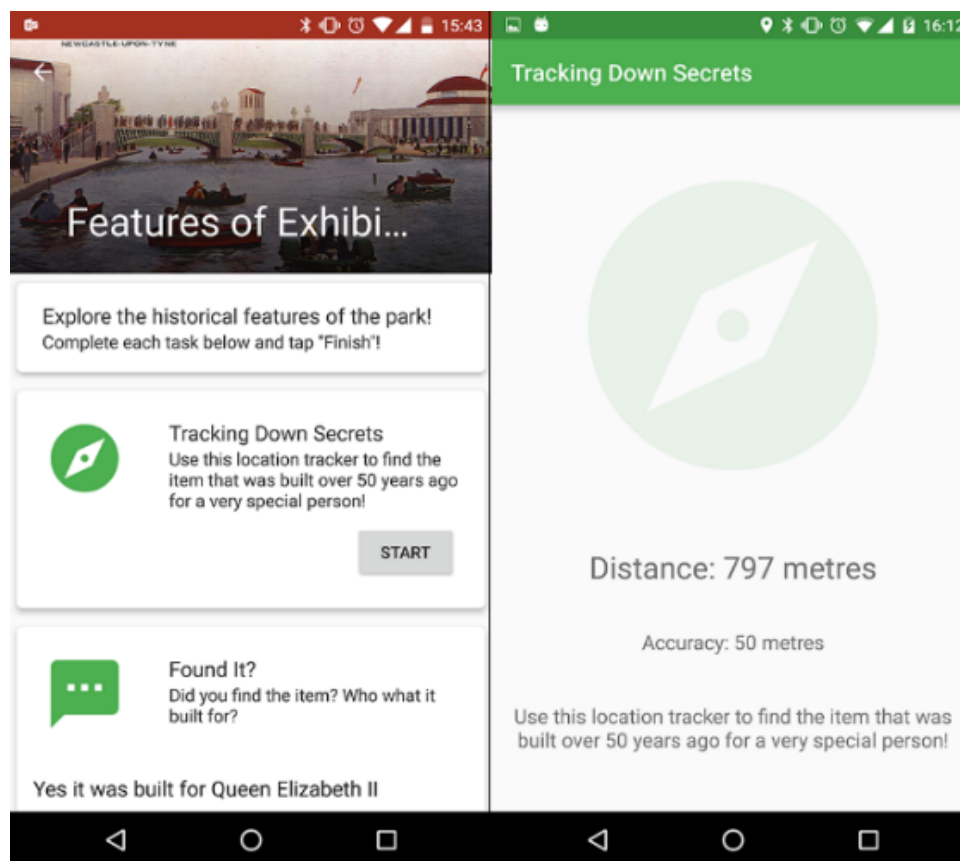 15:43
NEWCASTLE-UPON-TYNE
Features of Exhibi...
Explore the historical features of the park!
Complete each task below and tap "Finish"!
Tracking Down Secrets
Use this location tracker to find the
item that was built over 50 years ago
for a very special person!
START
Found It?
Did you find the item? Who what it
built for?
Yes it was built for Queen Elizabeth II
16:12
Tracking Down Secrets
Distance: 797 metres
Accuracy: 50 metres
Use this location tracker to find the item that was
built over 50 years ago for a very special person!